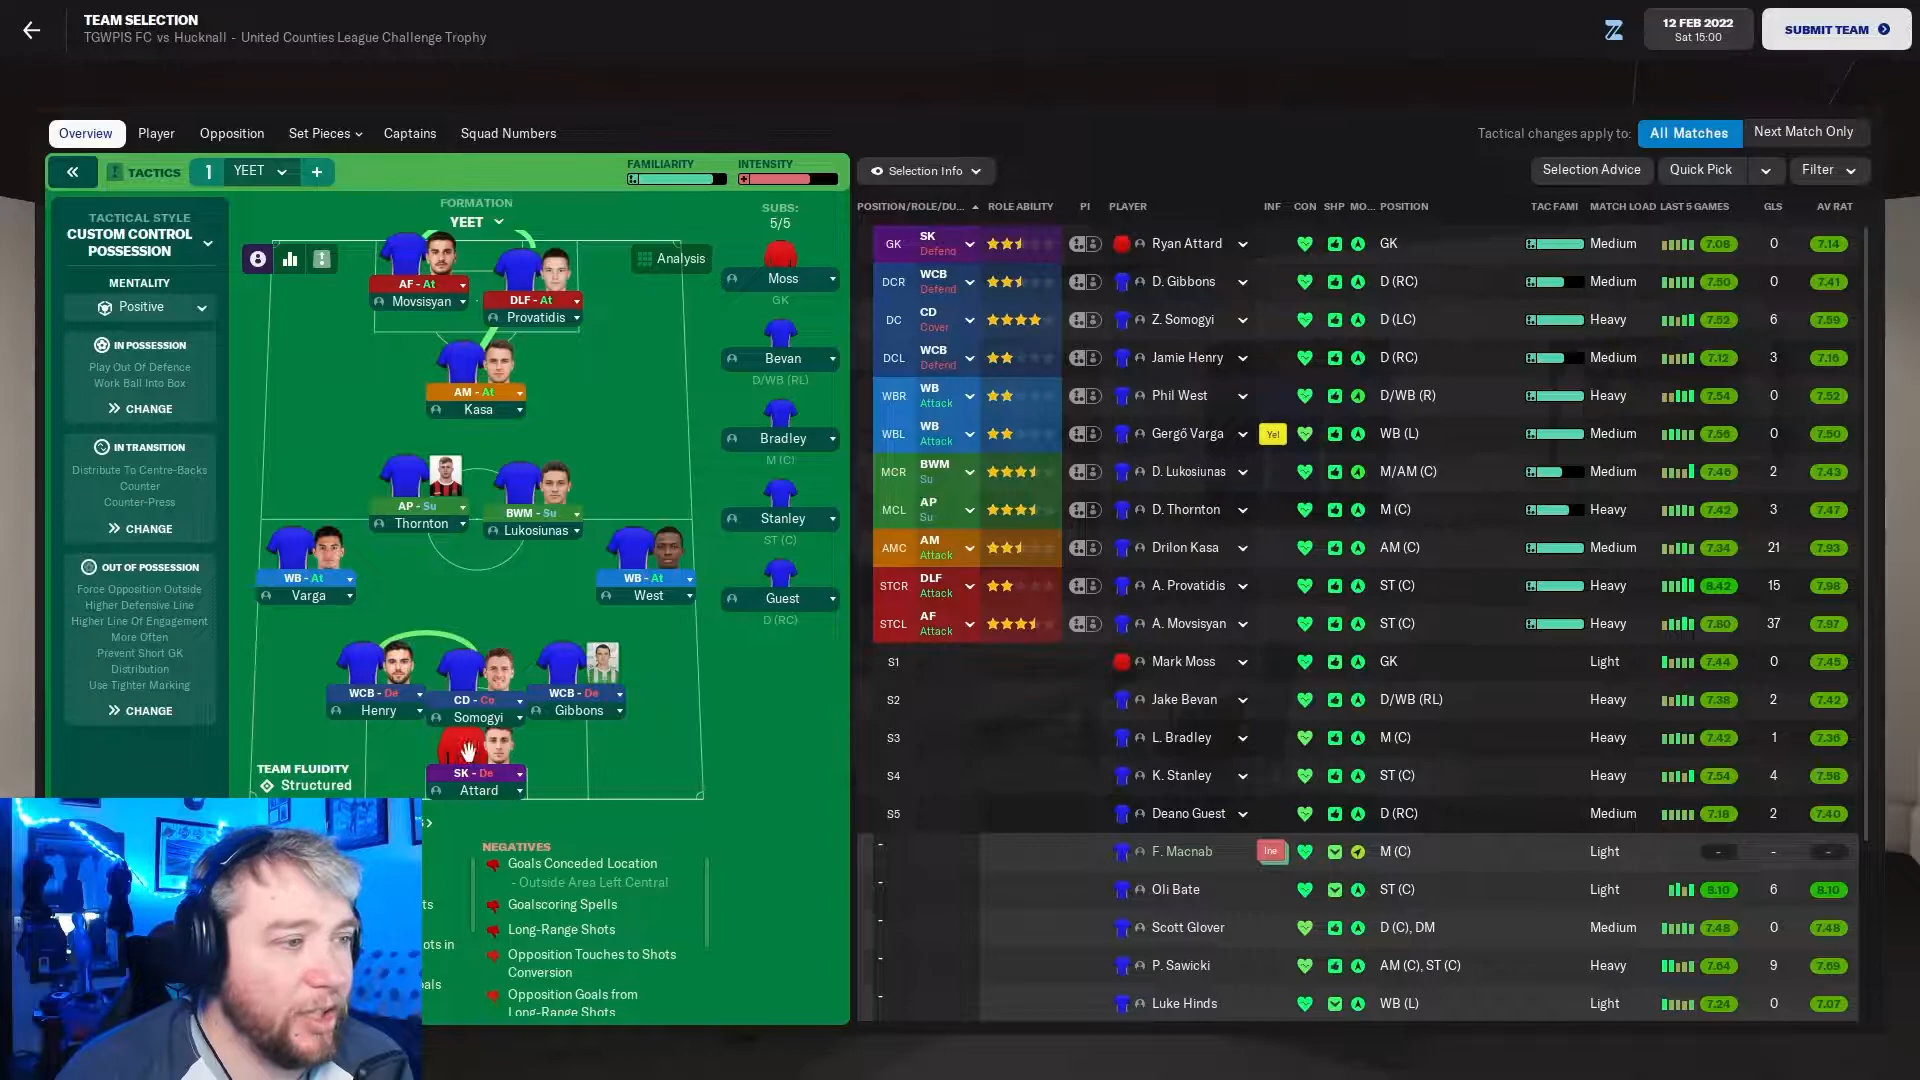 TEAM SELECTION
TGWPIS FC vs Hucknall - United Counties League Challenge Trophy
12 FEB 2022
Sat 15:00
SUBMIT TEAM
Overview
Player
Opposition
Set Pieces
Captains
Squad Numbers
Tactical changes apply to:
All Matches
Next Match Only
TACTICS
1
YEET
+
FAMILIARITY
INTENSITY
TACTICAL STYLE
CUSTOM CONTROL
POSSESSION
MENTALITY
Positive
IN POSSESSION
Play Out Of Defence
Work Ball Into Box
CHANGE
IN TRANSITION
Distribute To Centre-Backs
Counter
Counter-Press
CHANGE
OUT OF POSSESSION
Force Opposition Outside
Higher Defensive Line
Higher Line Of Engagement
More Often
Prevent Short GK
Distribution
Use Tighter Marking
CHANGE
FORMATION
YEET
Analysis
AF - At
Movsisyan
DLF - At
Provatidis
AM - At
Kasa
AP - Su
Thornton
BWM - Su
Lukosiunas
WB - At
Varga
WB - At
West
WCB - De
Henry
CD - Co
Somogyi
WCB - De
Gibbons
SK - De
Attard
TEAM FLUIDITY
Structured
SUBS:
5/5
Moss
GK
Bevan
D/WB (RL)
Bradley
M (C)
Stanley
ST (C)
Guest
D (RC)
NEGATIVES
Goals Conceded Location
- Outside Area Left Central
Goalscoring Spells
Long-Range Shots
Opposition Touches to Shots
Conversion
Opposition Goals from
Long-Range Shots
ts
ots in
als
Selection Info
Selection Advice
Quick Pick
Filter
POSITION/ROLE/DU... ROLE ABILITY PI PLAYER INF CON SHP MO... POSITION TAC FAMI MATCH LOAD LAST 5 GAMES GLS AV RAT
GK SK Defend Ryan Attard GK Medium 7.08 0 7.14
DCR WCB Defend D. Gibbons D (RC) Medium 7.50 0 7.41
DC CD Cover Z. Somogyi D (LC) Heavy 7.52 6 7.59
DCL WCB Defend Jamie Henry D (RC) Medium 7.12 3 7.16
WBR WB Attack Phil West D/WB (R) Heavy 7.54 0 7.52
WBL WB Attack Gergő Varga Yel WB (L) Medium 7.56 0 7.50
MCR BWM Su D. Lukosiunas M/AM (C) Medium 7.46 2 7.43
MCL AP Su D. Thornton M (C) Heavy 7.42 3 7.47
AMC AM Attack Drilon Kasa AM (C) Medium 7.34 21 7.93
STCR DLF Attack A. Provatidis ST (C) Heavy 8.42 15 7.98
STCL AF Attack A. Movsisyan ST (C) Heavy 7.80 37 7.97
S1 Mark Moss GK Light 7.44 0 7.45
S2 Jake Bevan D/WB (RL) Heavy 7.38 2 7.42
S3 L. Bradley M (C) Heavy 7.42 1 7.36
S4 K. Stanley ST (C) Heavy 7.54 4 7.58
S5 Deano Guest D (RC) Medium 7.18 2 7.40
- F. Macnab Ine M (C) Light - - -
- Oli Bate ST (C) Light 8.10 6 8.10
- Scott Glover D (C), DM Medium 7.48 0 7.48
- P. Sawicki AM (C), ST (C) Heavy 7.64 9 7.69
- Luke Hinds WB (L) Light 7.24 0 7.07